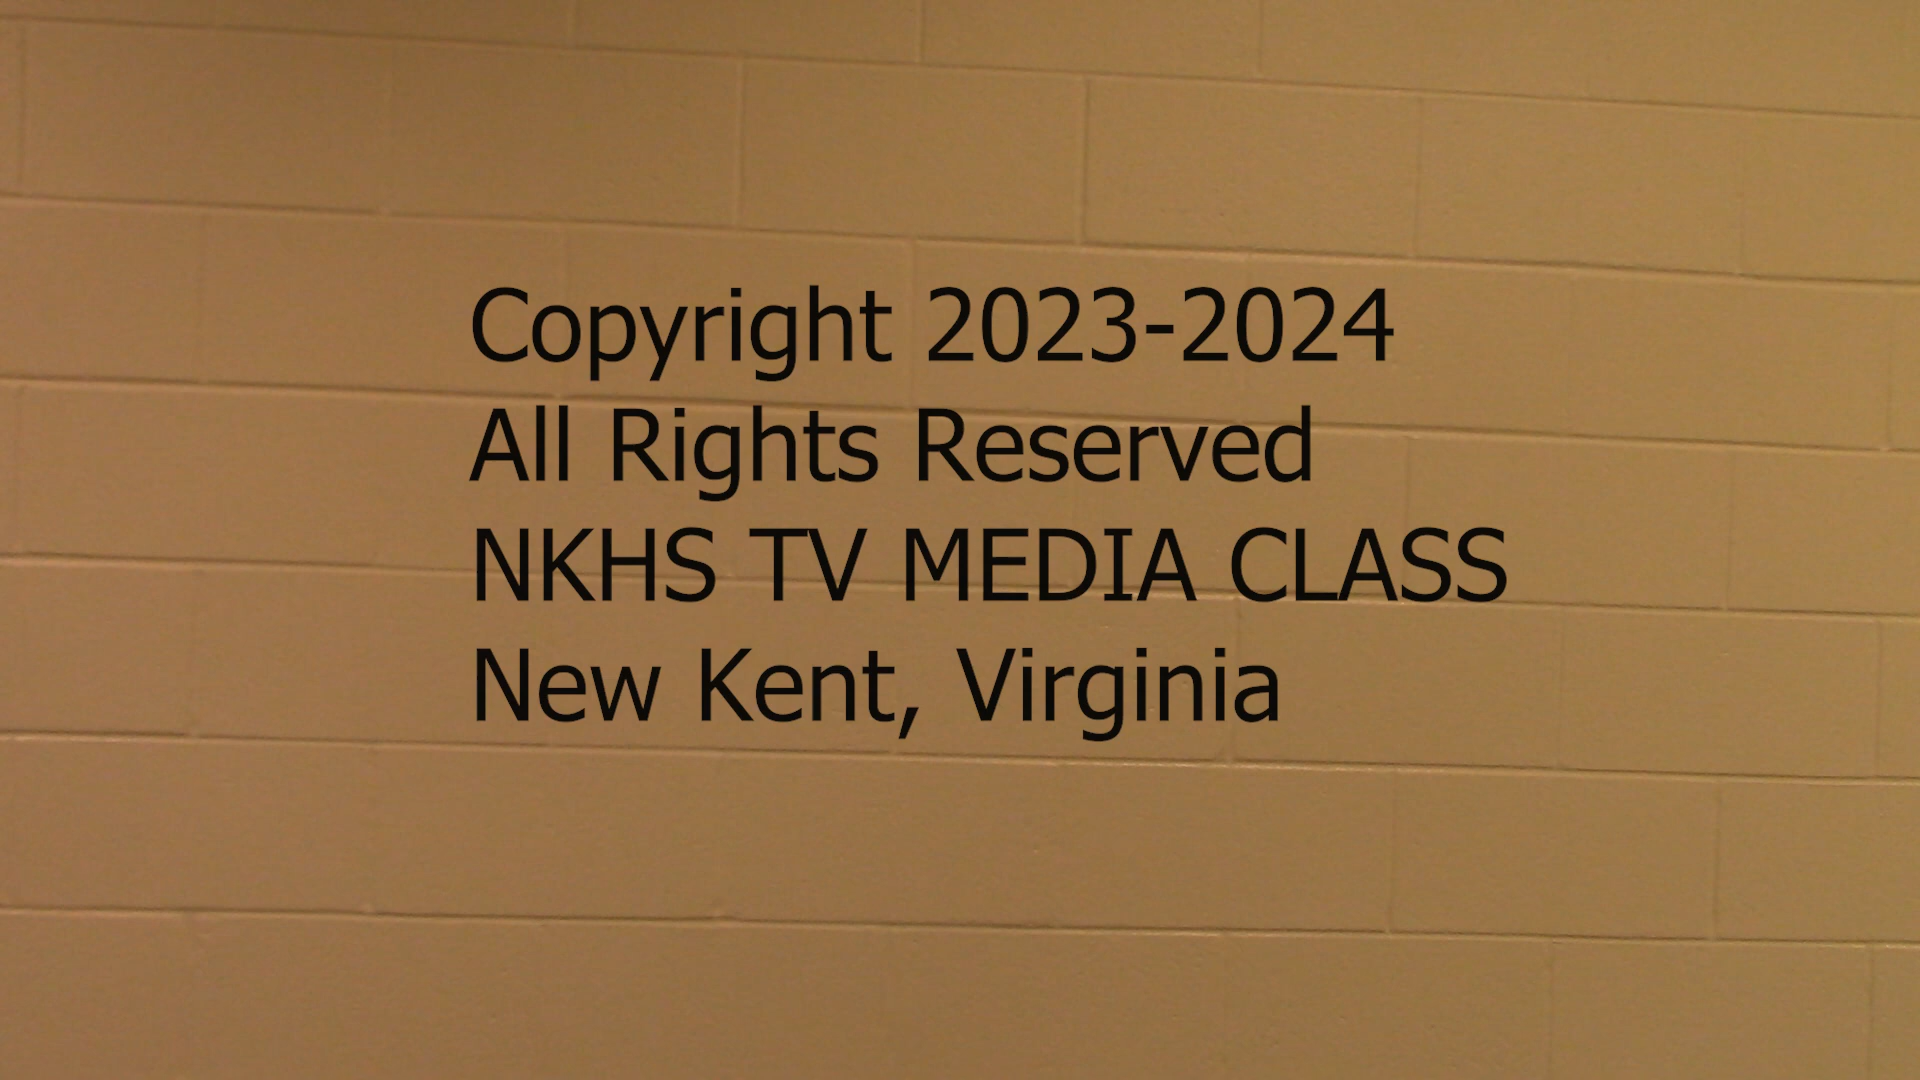 Copyright 2023-2024
All Rights Reserved
NKHS TV MEDIA CLASS
New Kent, Virginia